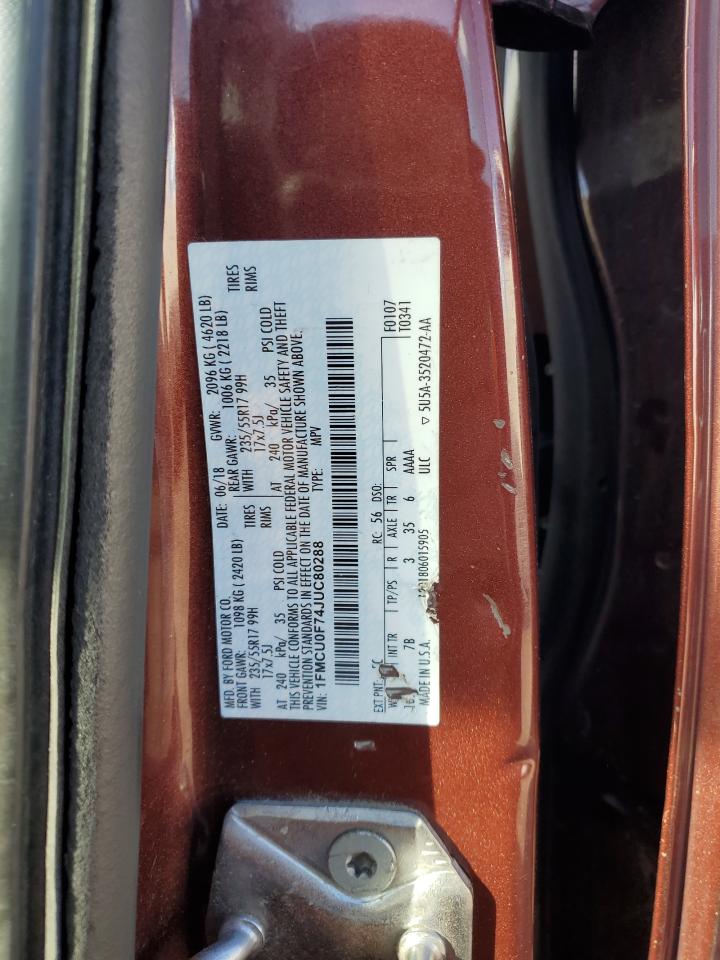 MFD. BY FORD MOTOR CO.
DATE: 06/18 GVWR: 2096 KG ( 4620 LB)
FRONT GAWR: 1098 KG ( 2420 LB) REAR GAWR: 1006 KG ( 2218 LB)
WITH 235/55R17 99H TIRES WITH 235/55R17 99H TIRES
17x7.5J RIMS 17x7.5J RIMS
AT 240 kPa/ 35 PSI COLD AT 240 kPa/ 35 PSI COLD
THIS VEHICLE CONFORMS TO ALL APPLICABLE FEDERAL MOTOR VEHICLE SAFETY AND THEFT
PREVENTION STANDARDS IN EFFECT ON THE DATE OF MANUFACTURE SHOWN ABOVE.
VIN: 1FMCU0F74JUC80288 TYPE: MPV
EXT PNT: RC: 56 DSO: F0107
INT TR TP/PS R AXLE TR SPR T0341
7B 3 35 6 AAAA
MADE IN U.S.A. ULC ▽ 5U5A-3520472-AA